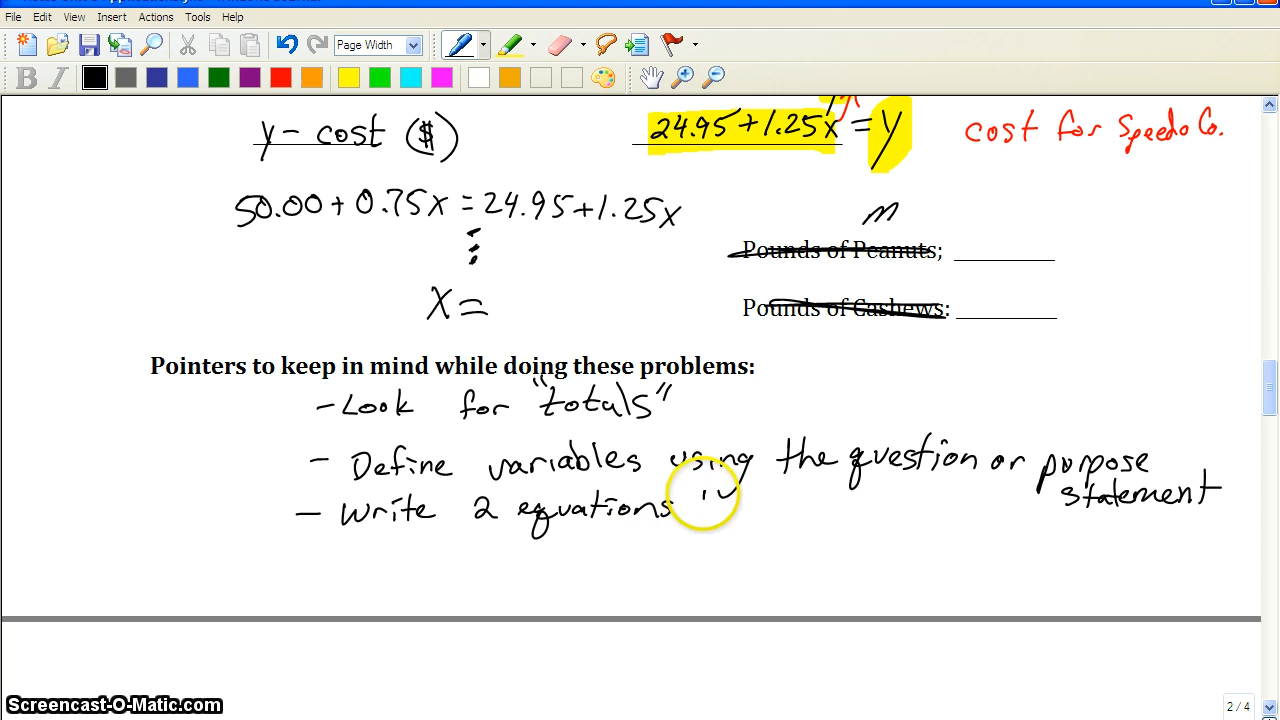 File Edit View Insert Actions Tools Help
Page Width
B I
y - cost ($)
24.95 + 1.25x = y
cost for Speedo Co.
50.00 + 0.75x = 24.95 + 1.25x
m
Pounds of Peanuts; __________
x =
Pounds of Cashews: __________
Pointers to keep in mind while doing these problems:
- Look for "totals"
- Define variables using the question or purpose
statement
- Write 2 equations
Screencast-O-Matic.com
2 / 4